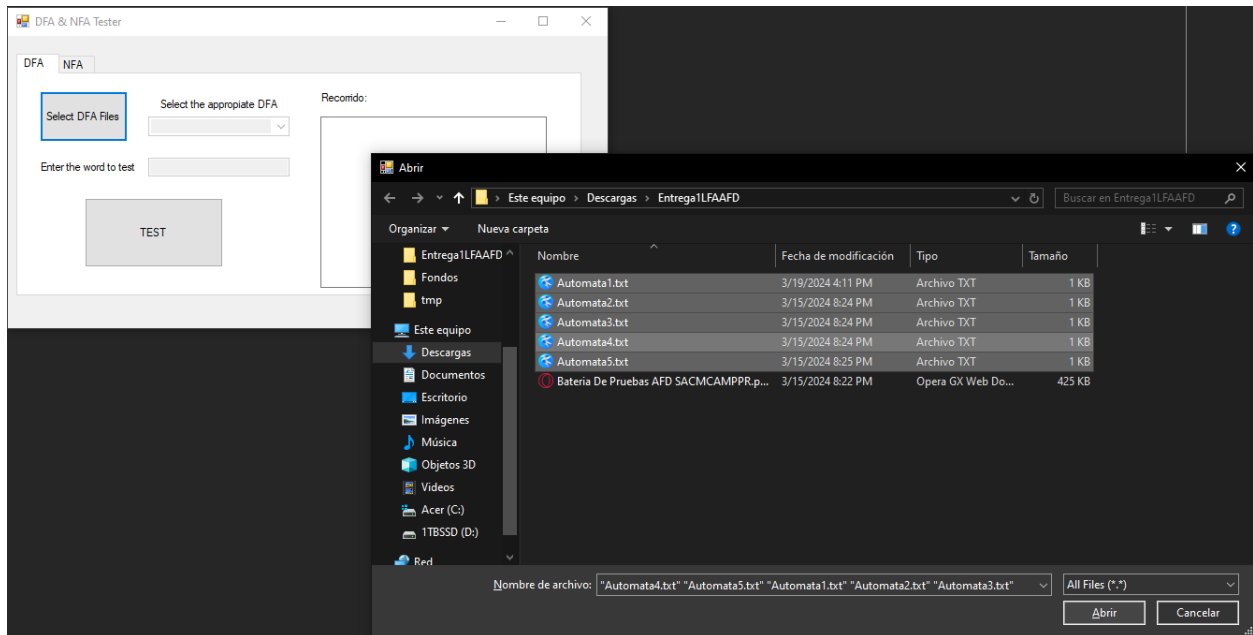 DFA & NFA Tester
DFA NFA
Select DFA Files
Select the appropiate DFA
Recorrido:
Enter the word to test
TEST
Abrir
Este equipo > Descargas > Entrega1LFAAFD
Buscar en Entrega1LFAAFD
Organizar
Nueva carpeta
Entrega1LFAAFD
Fondos
tmp
Este equipo
Descargas
Documentos
Escritorio
Imágenes
Música
Objetos 3D
Videos
Acer (C:)
1TBSSD (D:)
Red
Nombre Fecha de modificación Tipo Tamaño
Automata1.txt 3/19/2024 4:11 PM Archivo TXT 1 KB
Automata2.txt 3/15/2024 8:24 PM Archivo TXT 1 KB
Automata3.txt 3/15/2024 8:24 PM Archivo TXT 1 KB
Automata4.txt 3/15/2024 8:24 PM Archivo TXT 1 KB
Automata5.txt 3/15/2024 8:25 PM Archivo TXT 1 KB
Bateria De Pruebas AFD SACMCAMPPR.p... 3/15/2024 8:22 PM Opera GX Web Do... 425 KB
Nombre de archivo: "Automata4.txt" "Automata5.txt" "Automata1.txt" "Automata2.txt" "Automata3.txt"
All Files (*.*)
Abrir Cancelar